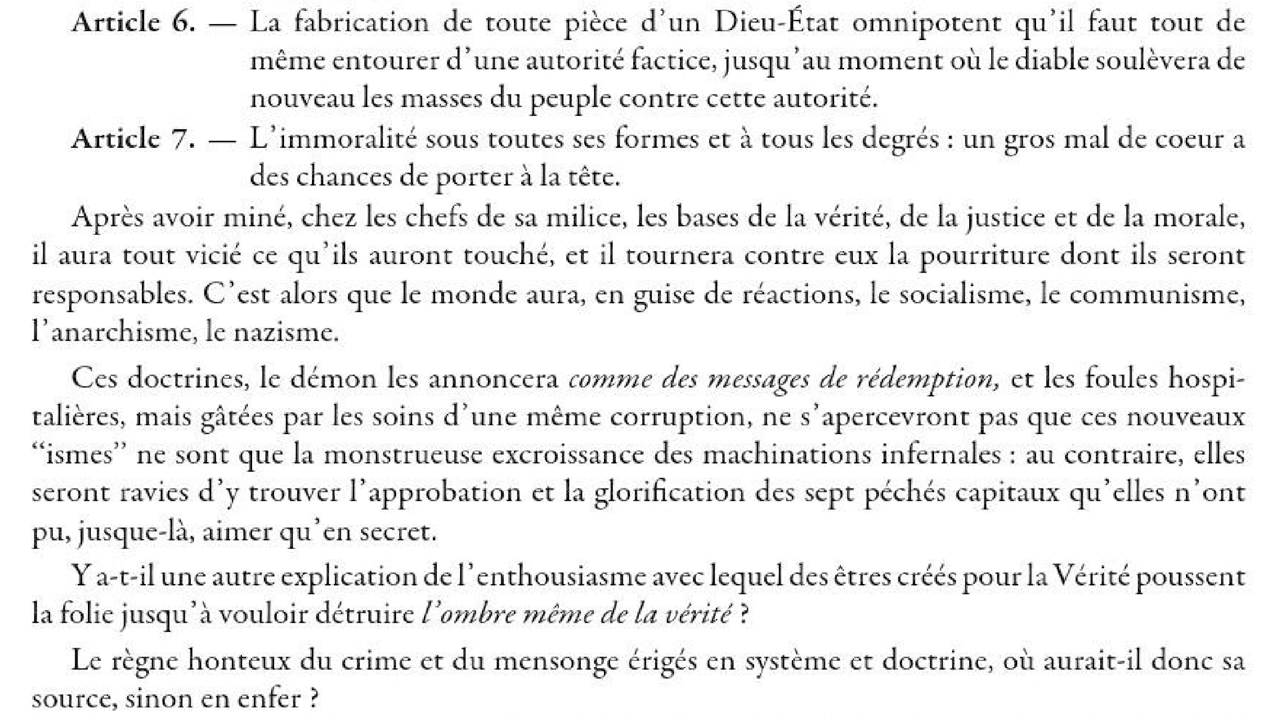 Article 6. — La fabrication de toute pièce d’un Dieu-État omnipotent qu’il faut tout de
même entourer d’une autorité factice, jusqu’au moment où le diable soulèvera de
nouveau les masses du peuple contre cette autorité.
Article 7. — L’immoralité sous toutes ses formes et à tous les degrés : un gros mal de coeur a
des chances de porter à la tête.
Après avoir miné, chez les chefs de sa milice, les bases de la vérité, de la justice et de la morale,
il aura tout vicié ce qu’ils auront touché, et il tournera contre eux la pourriture dont ils seront
responsables. C’est alors que le monde aura, en guise de réactions, le socialisme, le communisme,
l’anarchisme, le nazisme.
Ces doctrines, le démon les annoncera comme des messages de rédemption, et les foules hospi-
talières, mais gâtées par les soins d’une même corruption, ne s’apercevront pas que ces nouveaux
“ismes” ne sont que la monstrueuse excroissance des machinations infernales : au contraire, elles
seront ravies d’y trouver l’approbation et la glorification des sept péchés capitaux qu’elles n’ont
pu, jusque-là, aimer qu’en secret.
Y a-t-il une autre explication de l’enthousiasme avec lequel des êtres créés pour la Vérité poussent
la folie jusqu’à vouloir détruire l’ombre même de la vérité ?
Le règne honteux du crime et du mensonge érigés en système et doctrine, où aurait-il donc sa
source, sinon en enfer ?